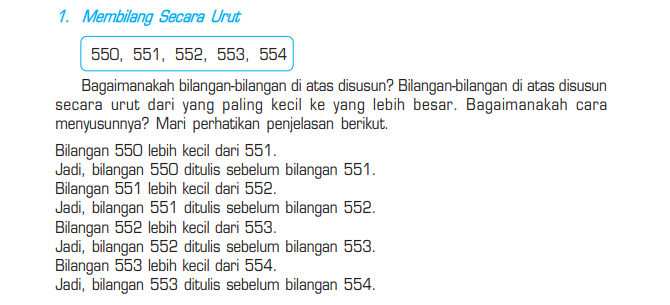 1. Membilang Secara Urut
550, 551, 552, 553, 554
Bagaimanakah bilangan-bilangan di atas disusun? Bilangan-bilangan di atas disusun
secara urut dari yang paling kecil ke yang lebih besar. Bagaimanakah cara
menyusunnya? Mari perhatikan penjelasan berikut.
Bilangan 550 lebih kecil dari 551.
Jadi, bilangan 550 ditulis sebelum bilangan 551.
Bilangan 551 lebih kecil dari 552.
Jadi, bilangan 551 ditulis sebelum bilangan 552.
Bilangan 552 lebih kecil dari 553.
Jadi, bilangan 552 ditulis sebelum bilangan 553.
Bilangan 553 lebih kecil dari 554.
Jadi, bilangan 553 ditulis sebelum bilangan 554.